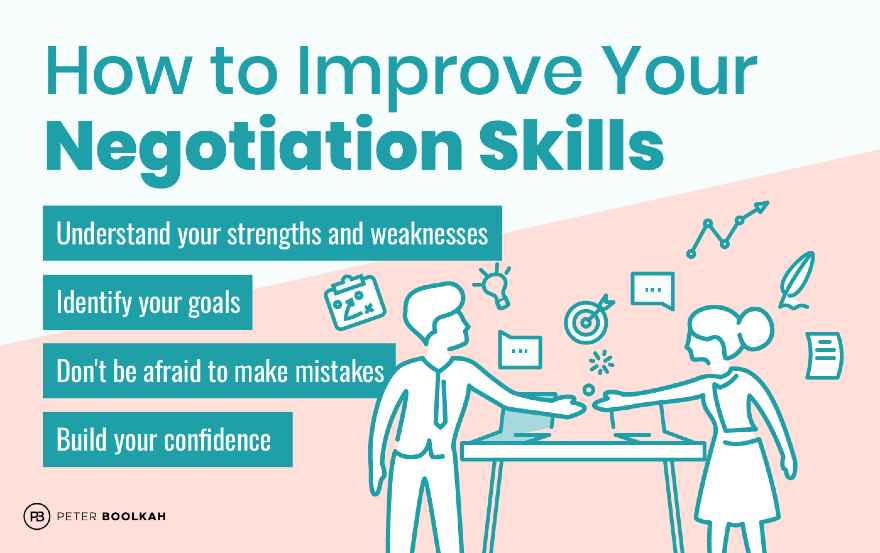 How to Improve Your
Negotiation Skills
Understand your strengths and weaknesses
Identify your goals
Don't be afraid to make mistakes
Build your confidence
PB PETER BOOLKAH